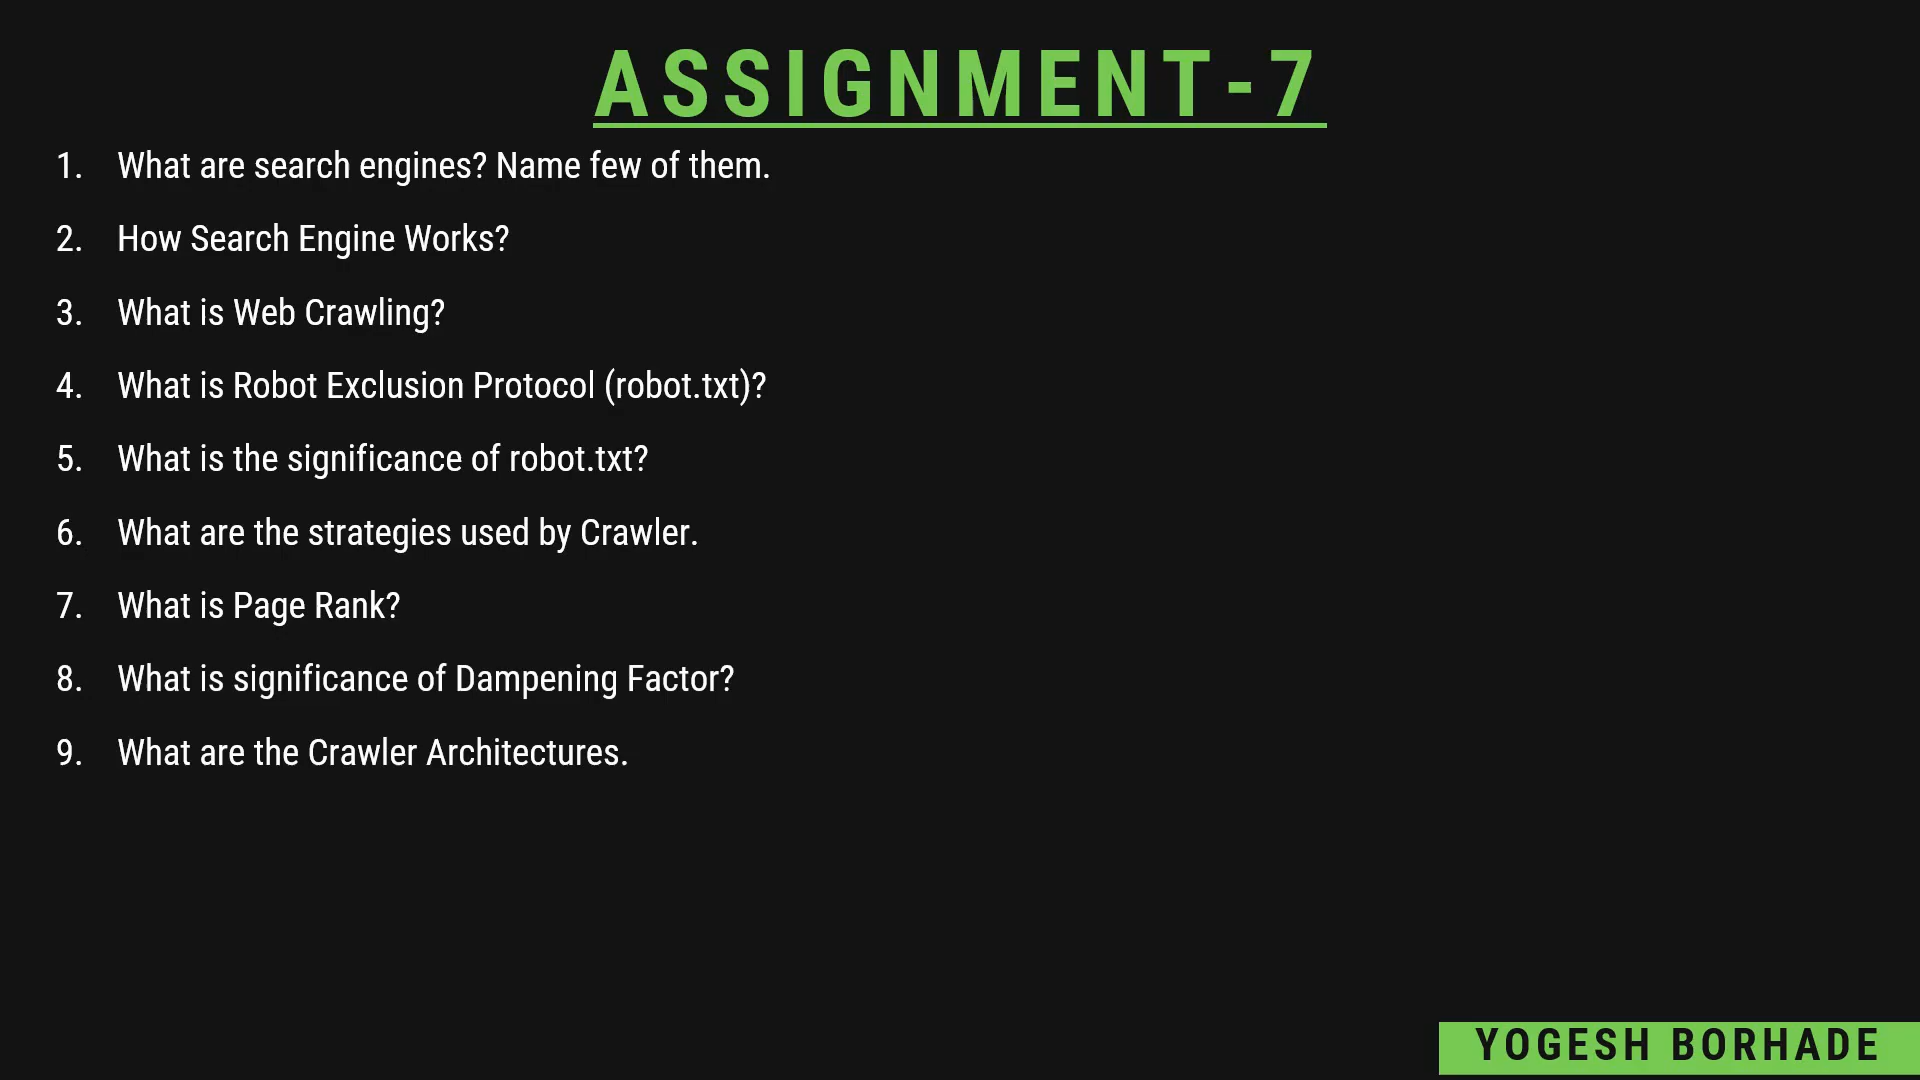 ASSIGNMENT-7
1. What are search engines? Name few of them.
2. How Search Engine Works?
3. What is Web Crawling?
4. What is Robot Exclusion Protocol (robot.txt)?
5. What is the significance of robot.txt?
6. What are the strategies used by Crawler.
7. What is Page Rank?
8. What is significance of Dampening Factor?
9. What are the Crawler Architectures.
YOGESH BORHADE